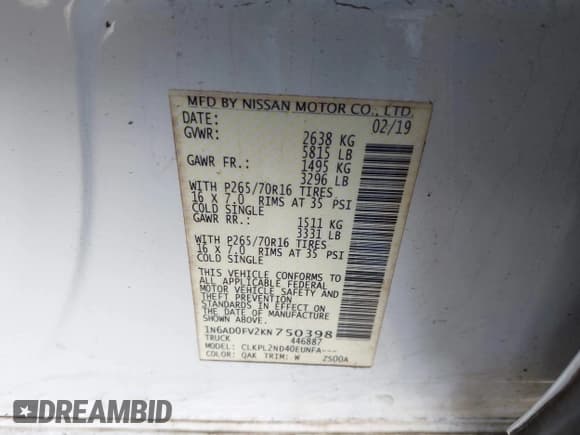 MFD BY NISSAN MOTOR CO., LTD.
DATE: 02/19
GVWR: 2638 KG
5815 LB
GAWR FR.: 1495 KG
3296 LB
WITH P265/70R16 TIRES
16 X 7.0 RIMS AT 35 PSI
COLD SINGLE
GAWR RR.: 1511 KG
3331 LB
WITH P265/70R16 TIRES
16 X 7.0 RIMS AT 35 PSI
COLD SINGLE
THIS VEHICLE CONFORMS TO
ALL APPLICABLE FEDERAL
MOTOR VEHICLE SAFETY AND
THEFT PREVENTION
STANDARDS IN EFFECT ON
THE DATE OF MANUFACTURE
SHOWN ABOVE.
1N6AD0FV2KN750398
TRUCK 446887
MODEL: CLKPL2ND40EUNFA---
COLOR: QAK TRIM: W 2500A
DREAMBID